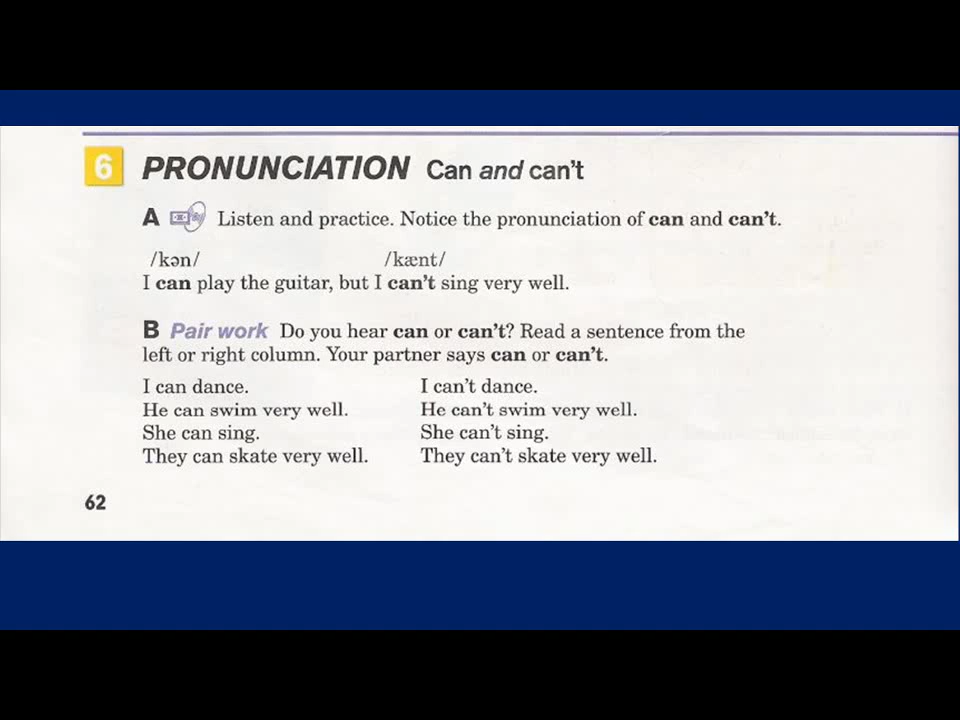 6 PRONUNCIATION Can and can't
A Listen and practice. Notice the pronunciation of can and can't.
/kən/ /kænt/
I can play the guitar, but I can't sing very well.
B Pair work Do you hear can or can't? Read a sentence from the
left or right column. Your partner says can or can't.
I can dance. I can't dance.
He can swim very well. He can't swim very well.
She can sing. She can't sing.
They can skate very well. They can't skate very well.
62